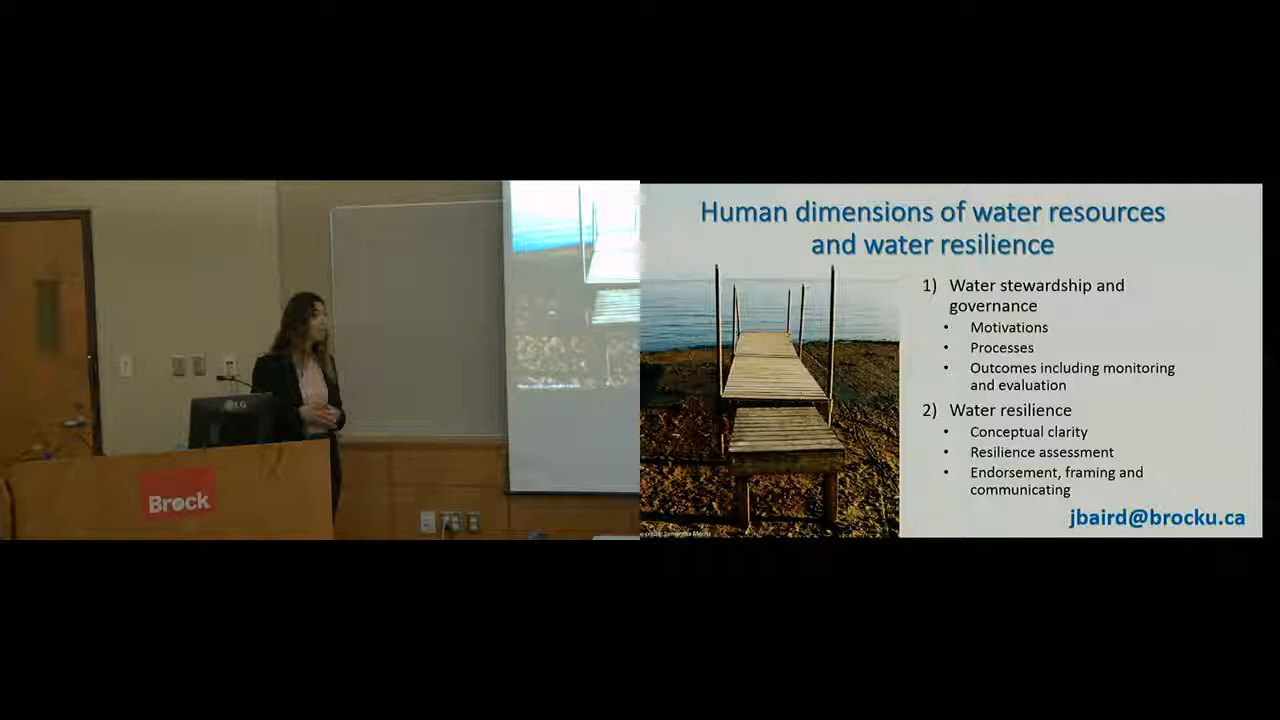 LG
Brock
Human dimensions of water resources
and water resilience
1) Water stewardship and
governance
• Motivations
• Processes
• Outcomes including monitoring
and evaluation
2) Water resilience
• Conceptual clarity
• Resilience assessment
• Endorsement, framing and
communicating
jbaird@brocku.ca